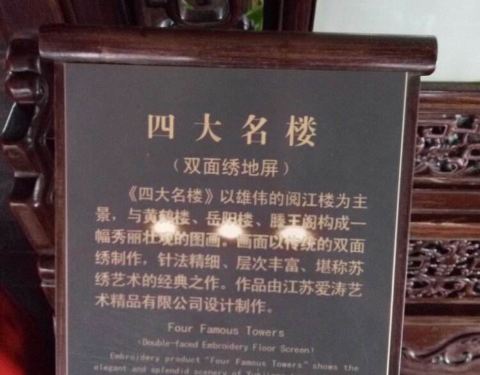 四大名楼
（双面绣地屏）
《四大名楼》以雄伟的阅江楼为主
景，与黄鹤楼、岳阳楼、滕王阁构成一
幅秀丽壮观的图画。画面以传统的双面
绣制作。针法精细、层次丰富、堪称苏
绣艺术的经典之作。作品由江苏爱涛艺
术精品有限公司设计制作。
Four Famous Towers
(Double-faced Embroidery Floor Screen)
Embroidery product "Four Famous Towers" shows the
elegant and splendid scenery of